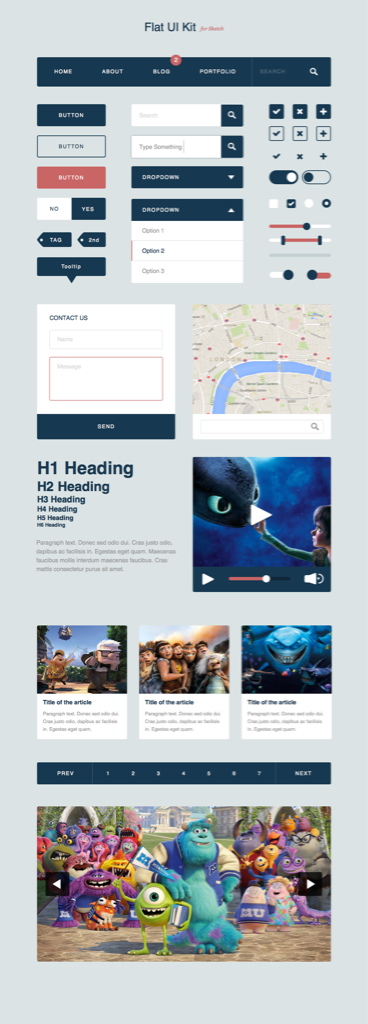 Flat UI Kit for Sketch
2
HOME ABOUT BLOG PORTFOLIO SEARCH
BUTTON
Search
BUTTON
Type Something
BUTTON
DROPDOWN
NO YES
DROPDOWN
TAG 2nd
Option 1
Option 2
Tooltip
Option 3
CONTACT US
Name
Message
SEND
LONDON
H1 Heading
H2 Heading
H3 Heading
H4 Heading
H5 Heading
H6 Heading
Paragraph text. Donec sed odio dui. Cras justo odio,
dapibus ac facilisis in. Egestas eget quam. Maecenas
faucibus mollis interdum maecenas faucibus. Cras
mattis consectetur purus sit amet.
Title of the article
Paragraph text. Donec sed odio dui.
Cras justo odio, dapibus ac facilisis
in. Egestas eget quam.
Title of the article
Paragraph text. Donec sed odio dui.
Cras justo odio, dapibus ac facilisis
in. Egestas eget quam.
Title of the article
Paragraph text. Donec sed odio dui.
Cras justo odio, dapibus ac facilisis
in. Egestas eget quam.
PREV 1 2 3 4 5 6 7 NEXT
M
MU